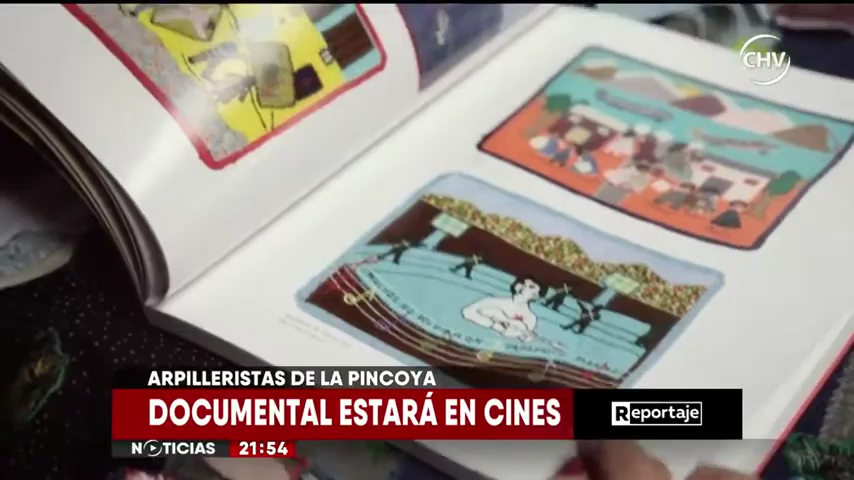 CHV
ARPILLERISTAS DE LA PINCOYA
DOCUMENTAL ESTARÁ EN CINES
Reportaje
NOTICIAS 21:54